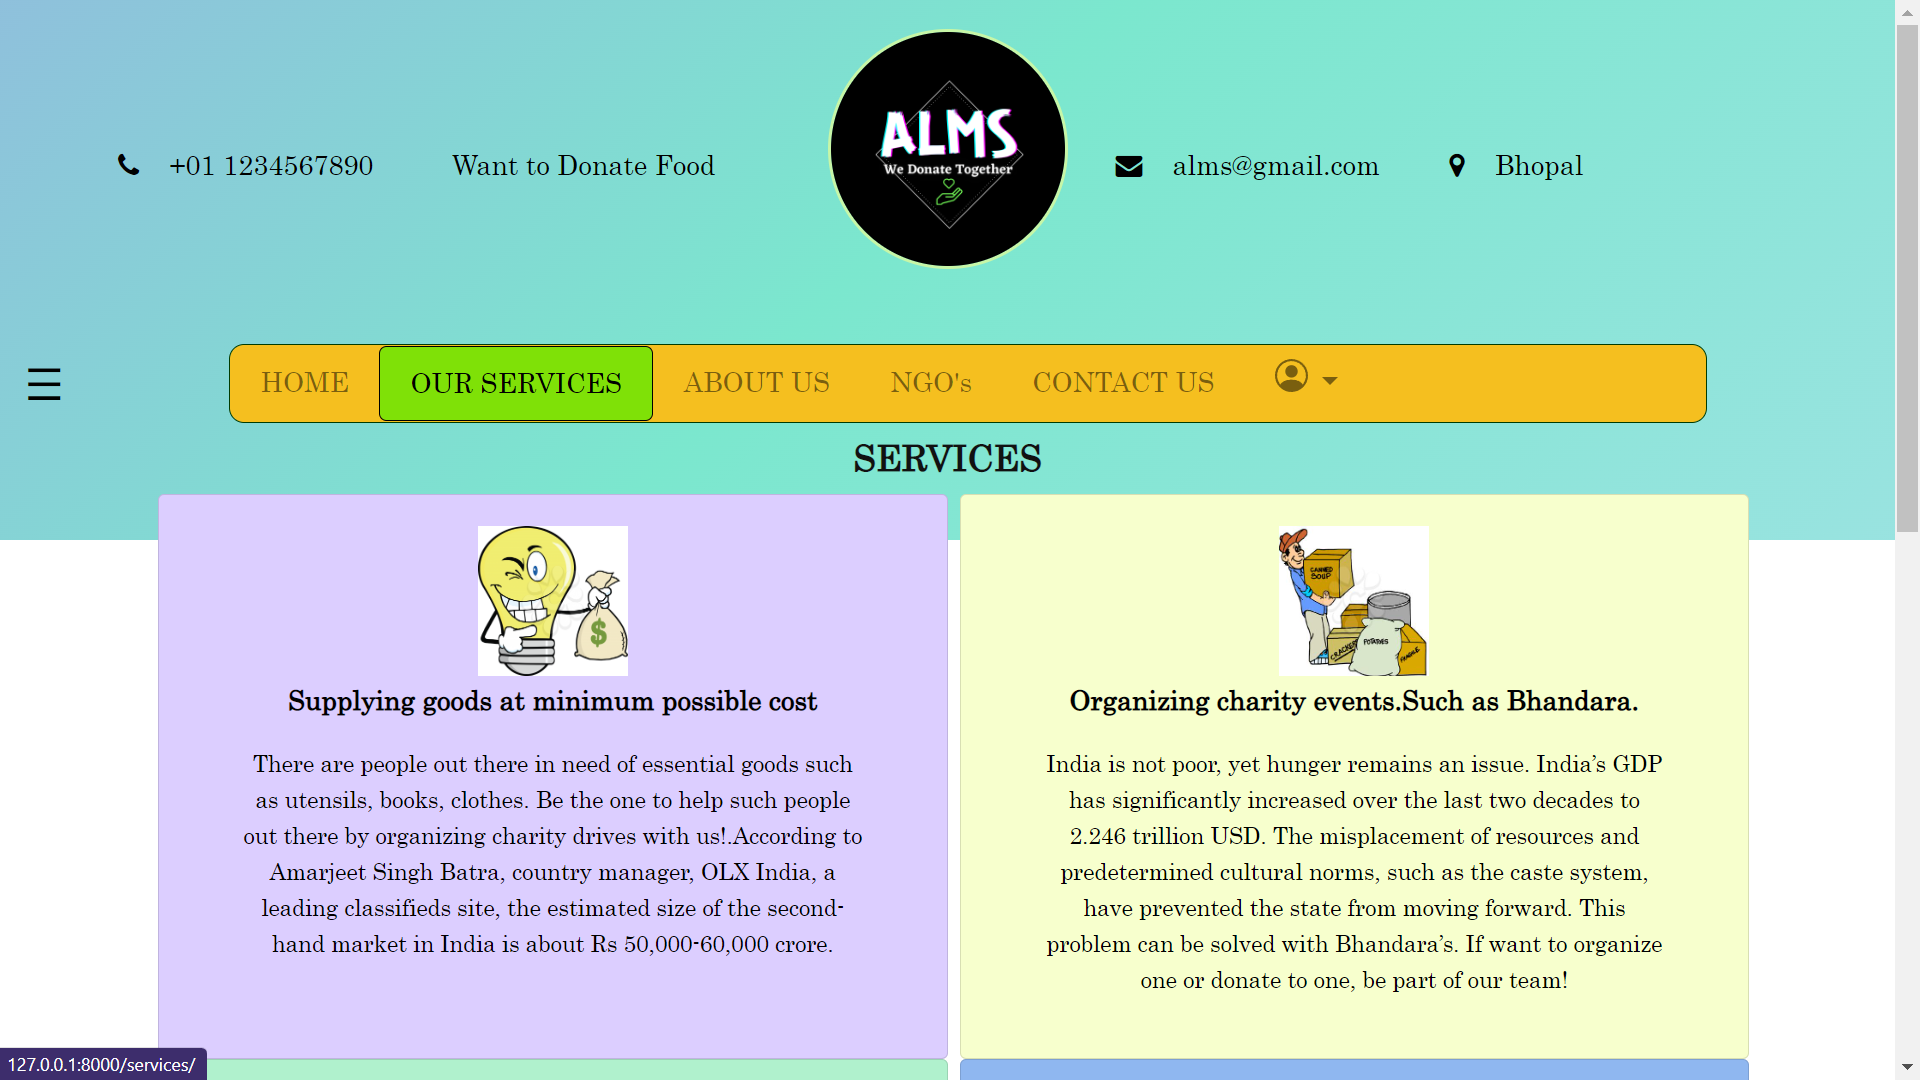 ALMS
We Donate Together
+01 1234567890
Want to Donate Food
alms@gmail.com
Bhopal
HOME
OUR SERVICES
ABOUT US
NGO's
CONTACT US
SERVICES
$
Supplying goods at minimum possible cost
There are people out there in need of essential goods such
as utensils, books, clothes. Be the one to help such people
out there by organizing charity drives with us!.According to
Amarjeet Singh Batra, country manager, OLX India, a
leading classifieds site, the estimated size of the second-
hand market in India is about Rs 50,000-60,000 crore.
CANNED
SOUP
POTATOES
CRACKER
FRAGILE
Organizing charity events.Such as Bhandara.
India is not poor, yet hunger remains an issue. India’s GDP
has significantly increased over the last two decades to
2.246 trillion USD. The misplacement of resources and
predetermined cultural norms, such as the caste system,
have prevented the state from moving forward. This
problem can be solved with Bhandara’s. If want to organize
one or donate to one, be part of our team!
127.0.0.1:8000/services/